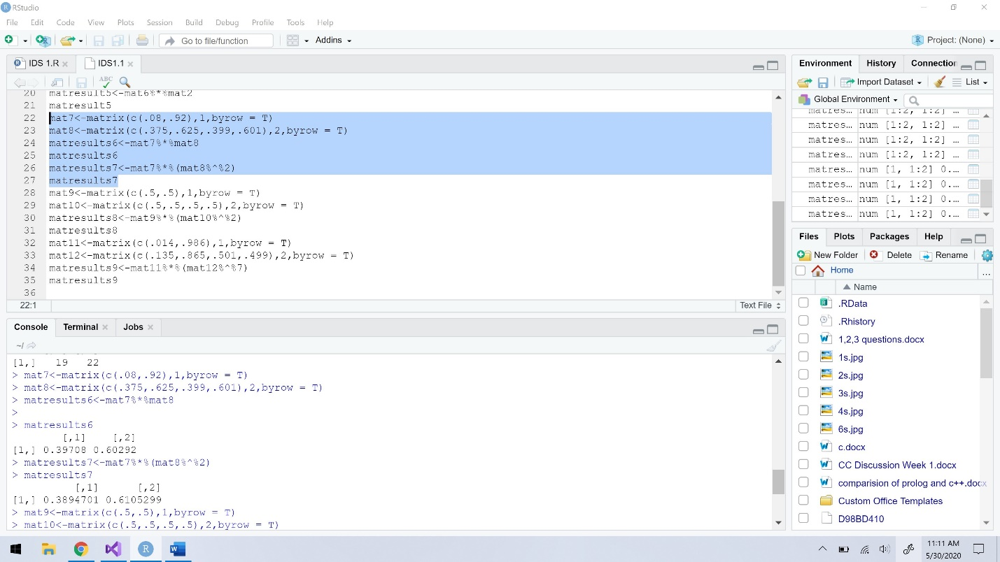 RStudio
File Edit Code View Plots Session Build Debug Profile Tools Help
Go to file/function Addins Project: (None)
IDS 1.R IDS1.1
ABC
20 matresult5<-mat6%*%mat2
21 matresult5
22 mat7<-matrix(c(.08,.92),1,byrow = T)
23 mat8<-matrix(c(.375,.625,.399,.601),2,byrow = T)
24 matresults6<-mat7%*%mat8
25 matresults6
26 matresults7<-mat7%*%(mat8%^%2)
27 matresults7
28 mat9<-matrix(c(.5,.5),1,byrow = T)
29 mat10<-matrix(c(.5,.5,.5,.5),2,byrow = T)
30 matresults8<-mat9%*%(mat10%^%2)
31 matresults8
32 mat11<-matrix(c(.014,.986),1,byrow = T)
33 mat12<-matrix(c(.135,.865,.501,.499),2,byrow = T)
34 matresults9<-mat11%*%(mat12%^%7)
35 matresults9
36
22:1 Text File
Console Terminal Jobs
~/
[1,] 19 22
> mat7<-matrix(c(.08,.92),1,byrow = T)
> mat8<-matrix(c(.375,.625,.399,.601),2,byrow = T)
> matresults6<-mat7%*%mat8
>
> matresults6
[,1] [,2]
[1,] 0.39708 0.60292
> matresults7<-mat7%*%(mat8%^%2)
> matresults7
[,1] [,2]
[1,] 0.3894701 0.6105299
> mat9<-matrix(c(.5,.5),1,byrow = T)
> mat10<-matrix(c(.5,.5,.5,.5),2,byrow = T)
Environment History Connection
Import Dataset List
Global Environment
matres… num [1:2, 1:2] …
matres… num [1:2, 1:2] …
matres… num [1:2, 1:2] …
matres… num [1:2, 1:2] …
matres… num [1, 1:2] 0.…
matres… num [1, 1:2] 0.…
matres… num [1, 1:2] 0.…
matres… num [1, 1:2] 0.…
Files Plots Packages Help
New Folder Delete Rename
Home ...
Name
.RData
.Rhistory
1,2,3 questions.docx
1s.jpg
2s.jpg
3s.jpg
4s.jpg
6s.jpg
c.docx
CC Discussion Week 1.docx
comparision of prolog and c++.docx
Custom Office Templates
D98BD410
11:11 AM
5/30/2020